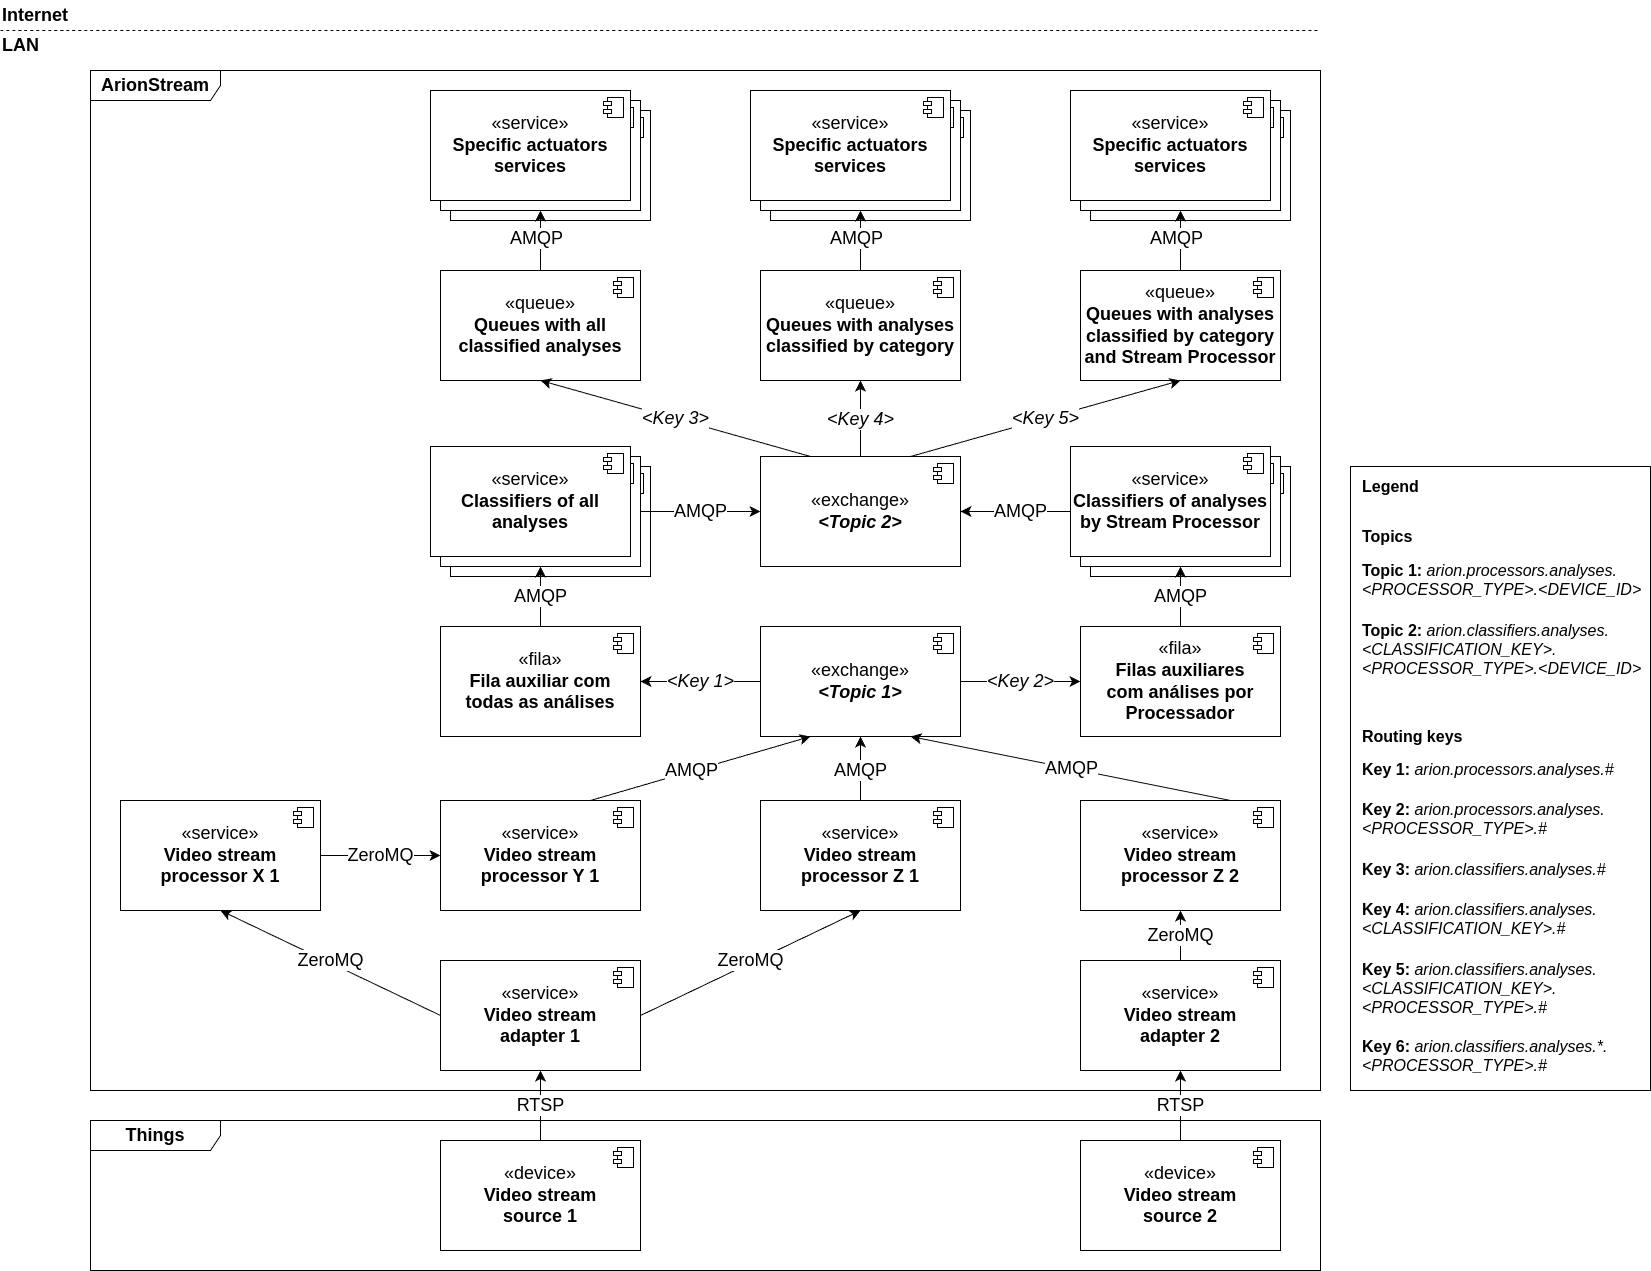 Internet
LAN
ArionStream
«service»
Specific actuators
services
«service»
Specific actuators
services
«service»
Specific actuators
services
AMQP
AMQP
AMQP
«queue»
Queues with all
classified analyses
«queue»
Queues with analyses
classified by category
«queue»
Queues with analyses
classified by category
and Stream Processor
<Key 3>
<Key 4>
<Key 5>
«service»
Classifiers of all
analyses
AMQP
«exchange»
<Topic 2>
AMQP
«service»
Classifiers of analyses
by Stream Processor
AMQP
AMQP
«fila»
Fila auxiliar com
todas as análises
<Key 1>
«exchange»
<Topic 1>
<Key 2>
«fila»
Filas auxiliares
com análises por
Processador
AMQP
AMQP
AMQP
«service»
Video stream
processor X 1
ZeroMQ
«service»
Video stream
processor Y 1
«service»
Video stream
processor Z 1
«service»
Video stream
processor Z 2
ZeroMQ
ZeroMQ
ZeroMQ
«service»
Video stream
adapter 1
«service»
Video stream
adapter 2
RTSP
RTSP
Things
«device»
Video stream
source 1
«device»
Video stream
source 2
Legend
Topics
Topic 1: arion.processors.analyses.
<PROCESSOR_TYPE>.<DEVICE_ID>
Topic 2: arion.classifiers.analyses.
<CLASSIFICATION_KEY>.
<PROCESSOR_TYPE>.<DEVICE_ID>
Routing keys
Key 1: arion.processors.analyses.#
Key 2: arion.processors.analyses.
<PROCESSOR_TYPE>.#
Key 3: arion.classifiers.analyses.#
Key 4: arion.classifiers.analyses.
<CLASSIFICATION_KEY>.#
Key 5: arion.classifiers.analyses.
<CLASSIFICATION_KEY>.
<PROCESSOR_TYPE>.#
Key 6: arion.classifiers.analyses.*.
<PROCESSOR_TYPE>.#